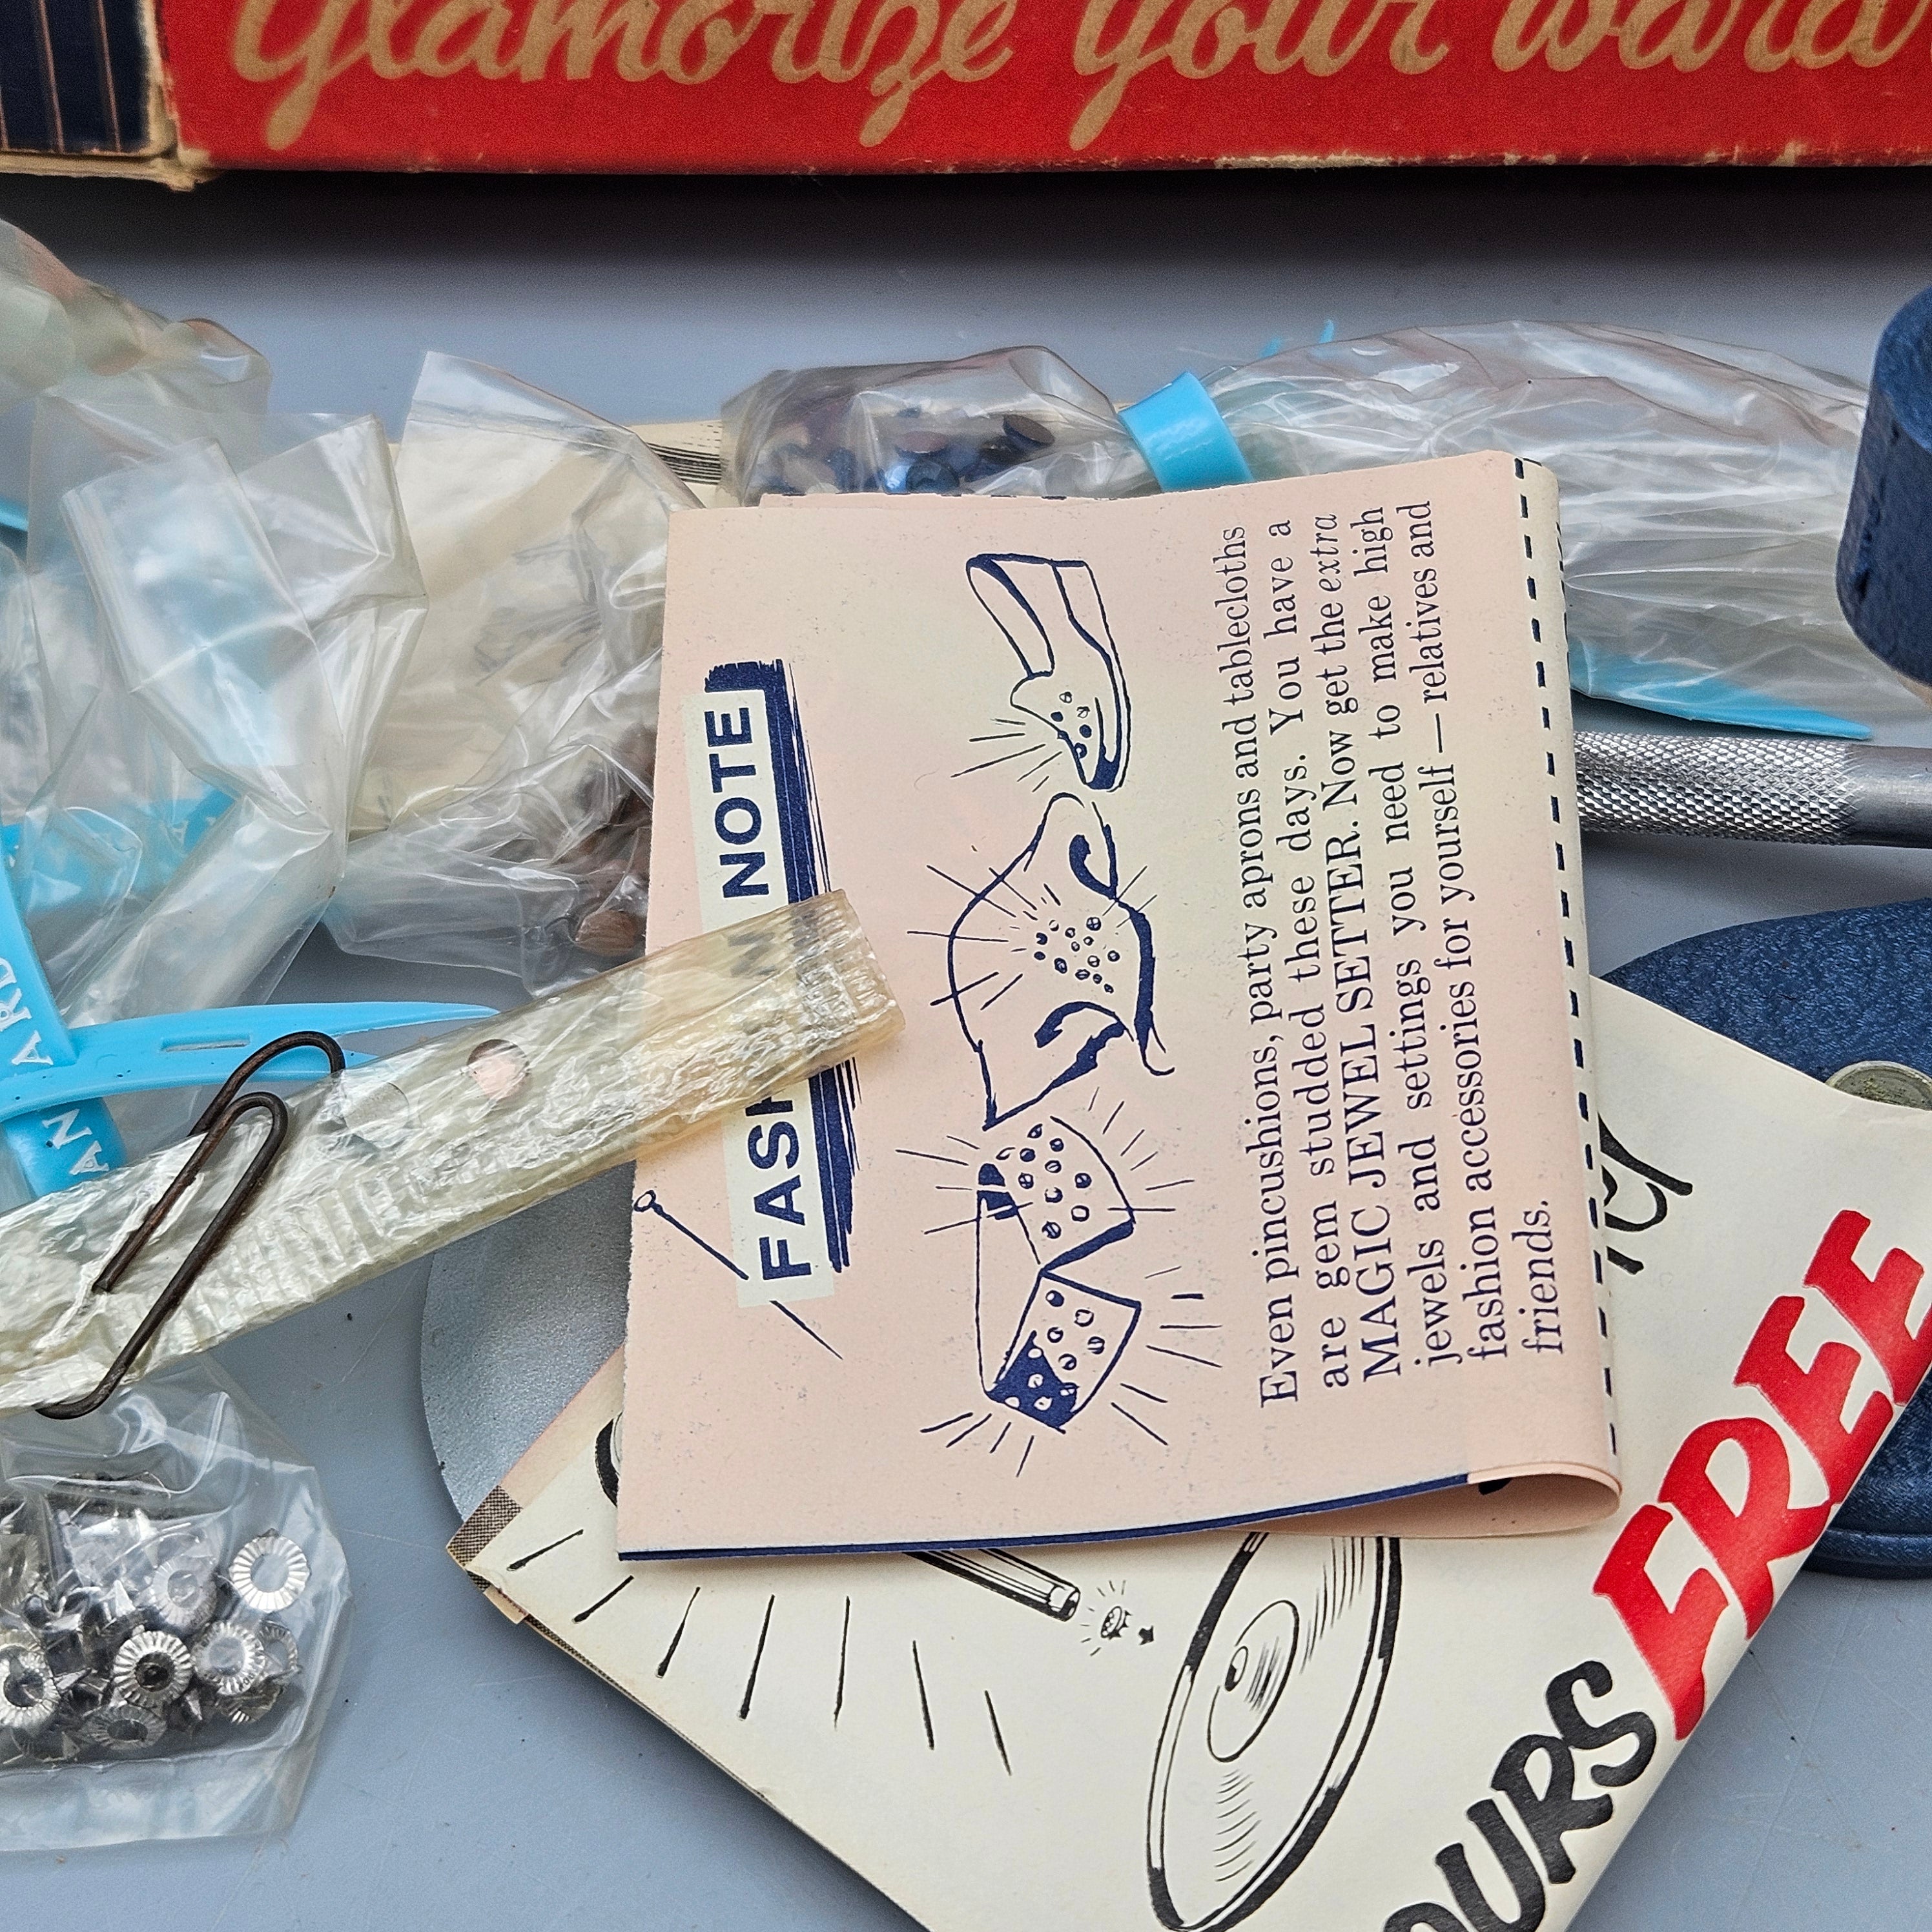 Glamorize your ward
FASH N NOTE
Even pincushions, party aprons and tablecloths
are gem studded these days. You have a
MAGIC JEWEL SETTER. Now get the extra
jewels and settings you need to make high
fashion accessories for yourself — relatives and
friends.
OURS FREE
ARD
AN